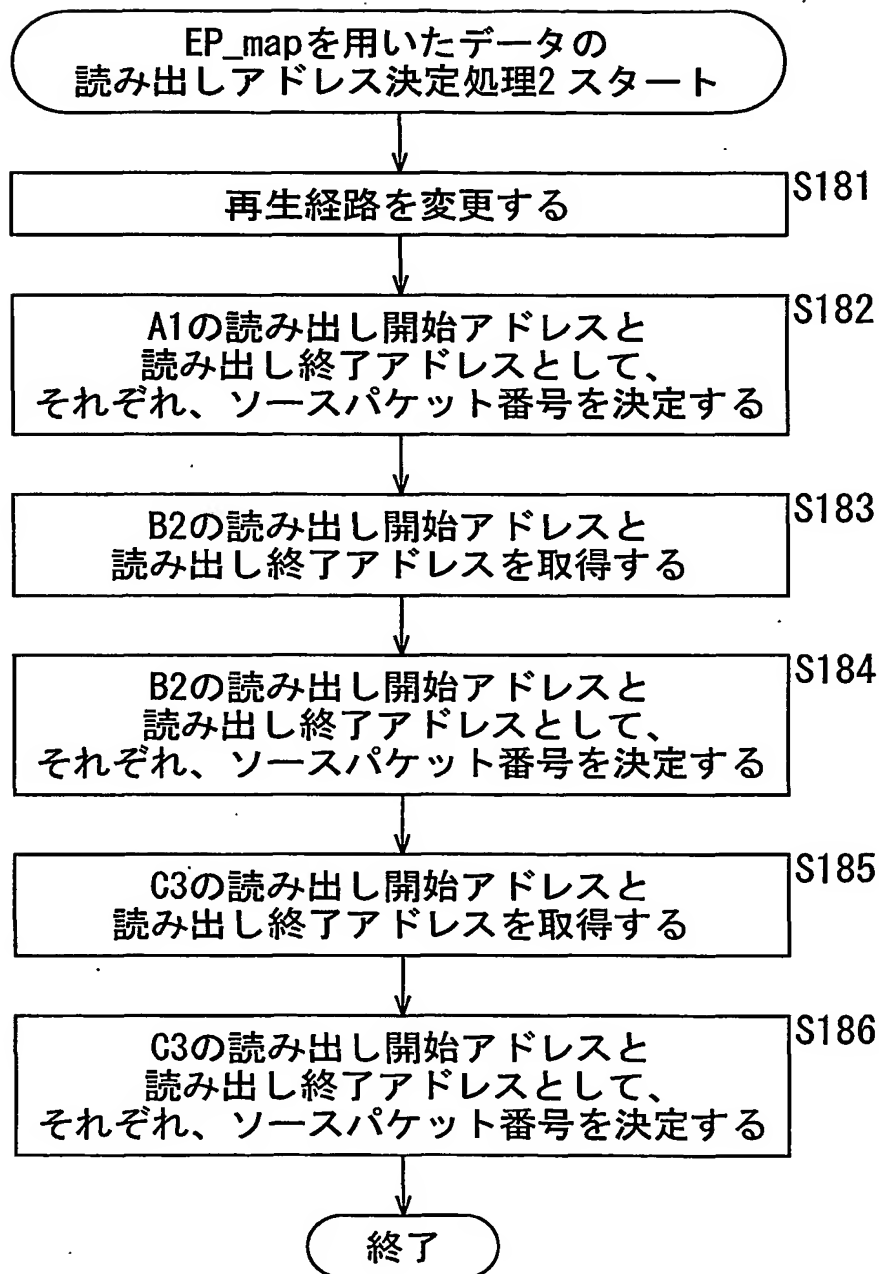 EP_mapを用いたデータの
読み出しアドレス決定処理2 スタート
再生経路を変更する
S181
A1の読み出し開始アドレスと
読み出し終了アドレスとして、
それぞれ、ソースパケット番号を決定する
S182
B2の読み出し開始アドレスと
読み出し終了アドレスを取得する
S183
B2の読み出し開始アドレスと
読み出し終了アドレスとして、
それぞれ、ソースパケット番号を決定する
S184
C3の読み出し開始アドレスと
読み出し終了アドレスを取得する
S185
C3の読み出し開始アドレスと
読み出し終了アドレスとして、
それぞれ、ソースパケット番号を決定する
S186
終了